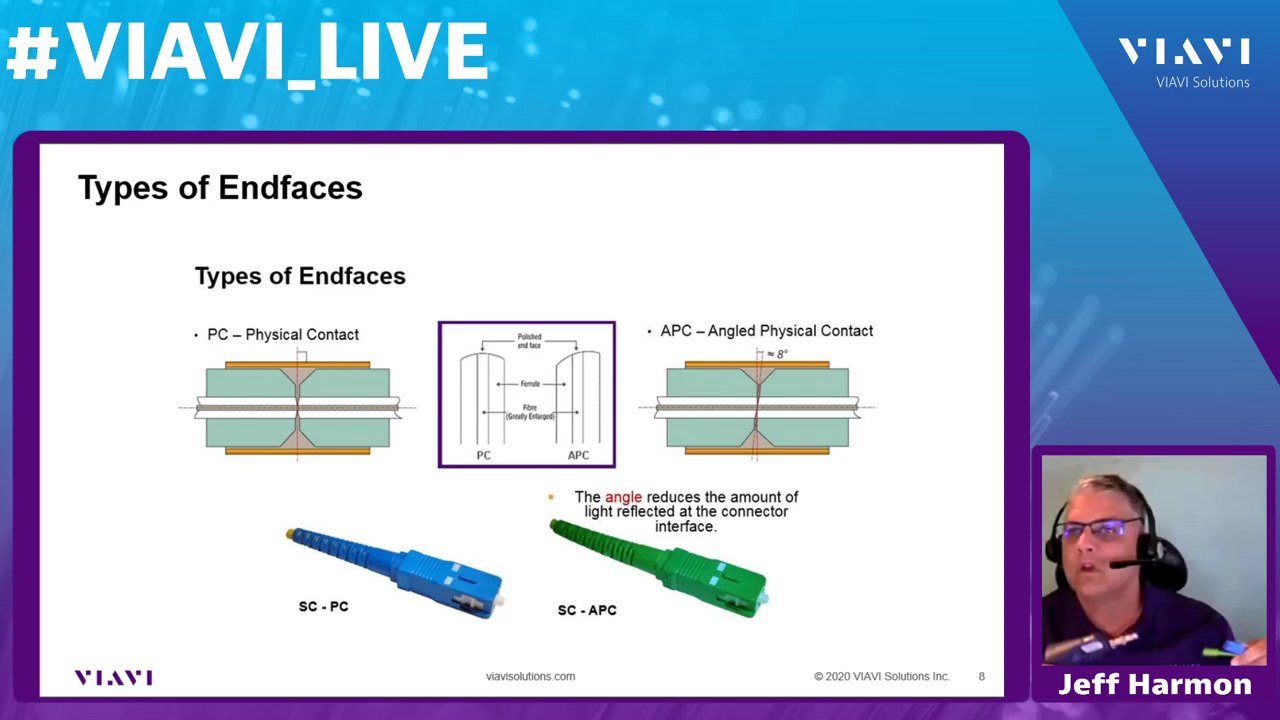 #VIAVI_LIVE
VIAVI
VIAVI Solutions
Types of Endfaces
Types of Endfaces
· PC – Physical Contact
· APC – Angled Physical Contact
≈ 8°
Polished
end face
Ferrule
Fibre
(Greatly Enlarged)
PC
APC
▪ The angle reduces the amount of
light reflected at the connector
interface.
SC - PC
SC - APC
VIAVI
viavisolutions.com
© 2020 VIAVI Solutions Inc.
8
Jeff Harmon